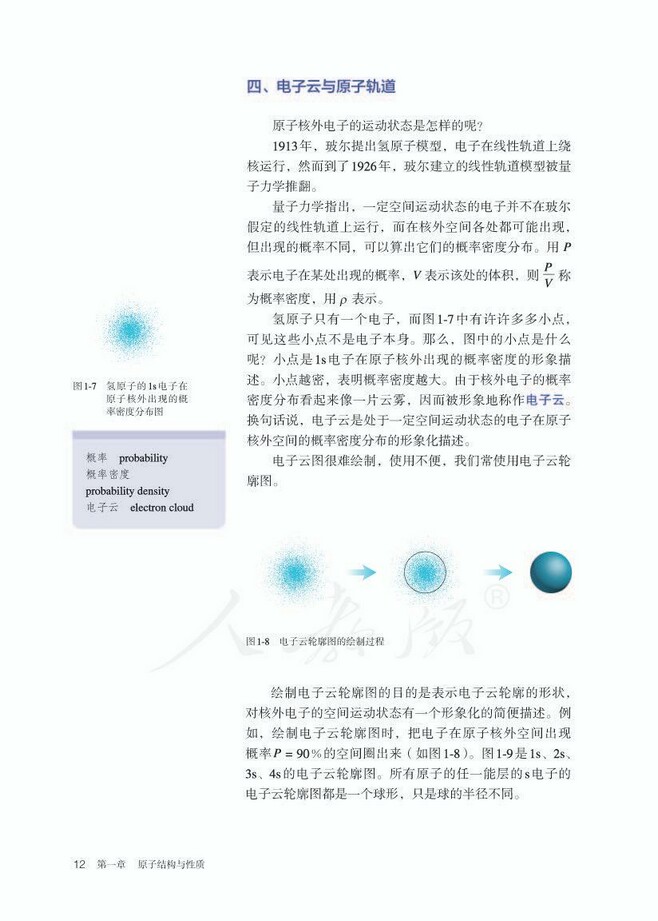 四、电子云与原子轨道
原子核外电子的运动状态是怎样的呢？
1913年，玻尔提出氢原子模型，电子在线性轨道上绕
核运行，然而到了1926年，玻尔建立的线性轨道模型被量
子力学推翻。
量子力学指出，一定空间运动状态的电子并不在玻尔
假定的线性轨道上运行，而在核外空间各处都可能出现，
但出现的概率不同，可以算出它们的概率密度分布。用 P
表示电子在某处出现的概率，V 表示该处的体积，则 P/V 称
为概率密度，用 ρ 表示。
氢原子只有一个电子，而图1-7中有许许多多小点，
可见这些小点不是电子本身。那么，图中的小点是什么
呢？小点是1s电子在原子核外出现的概率密度的形象描
述。小点越密，表明概率密度越大。由于核外电子的概率
密度分布看起来像一片云雾，因而被形象地称作电子云。
换句话说，电子云是处于一定空间运动状态的电子在原子
核外空间的概率密度分布的形象化描述。
电子云图很难绘制，使用不便，我们常使用电子云轮
廓图。
图1-7 氢原子的1s电子在
原子核外出现的概
率密度分布图
概率 probability
概率密度
probability density
电子云 electron cloud
人教版®
图1-8 电子云轮廓图的绘制过程
绘制电子云轮廓图的目的是表示电子云轮廓的形状，
对核外电子的空间运动状态有一个形象化的简便描述。例
如，绘制电子云轮廓图时，把电子在原子核外空间出现
概率P = 90%的空间圈出来（如图1-8）。图1-9是1s、2s、
3s、4s的电子云轮廓图。所有原子的任一能层的s电子的
电子云轮廓图都是一个球形，只是球的半径不同。
12 第一章 原子结构与性质